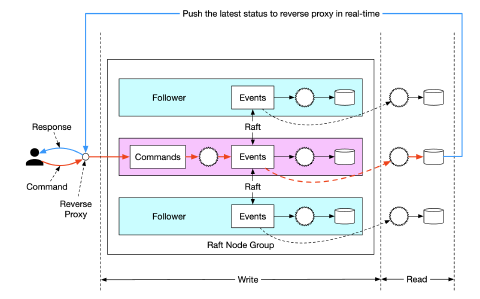 Push the latest status to reverse proxy in real-time
Follower
Events
Response
Raft
Commands
Events
Command
Raft
Reverse
Proxy
Follower
Events
Raft Node Group
Write
Read